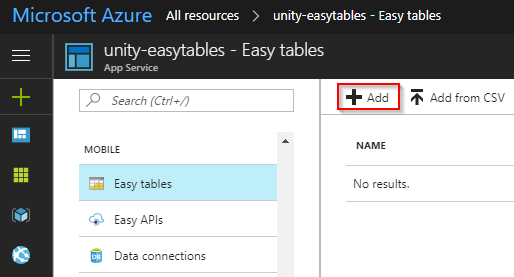 Microsoft Azure All resources > unity-easytables - Easy tables
unity-easytables - Easy tables
App Service
Search (Ctrl+/)
Add
Add from CSV
MOBILE
NAME
Easy tables
No results.
Easy APIs
Data connections